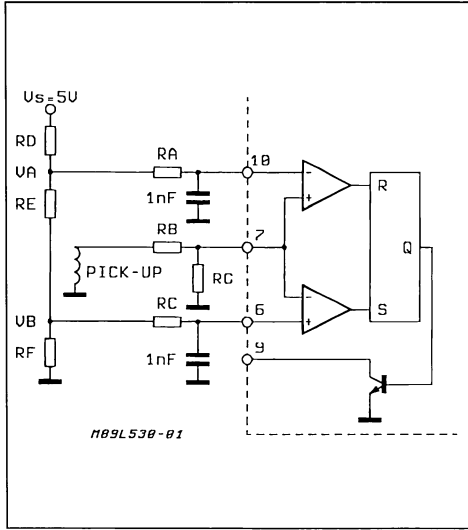 Vs=5V
RD
VA
RE
RA
1nF
10
- +
R
RB
7
PICK-UP
RG
Q
VB
RC
6
- +
S
RF
1nF
9
M89L530-01